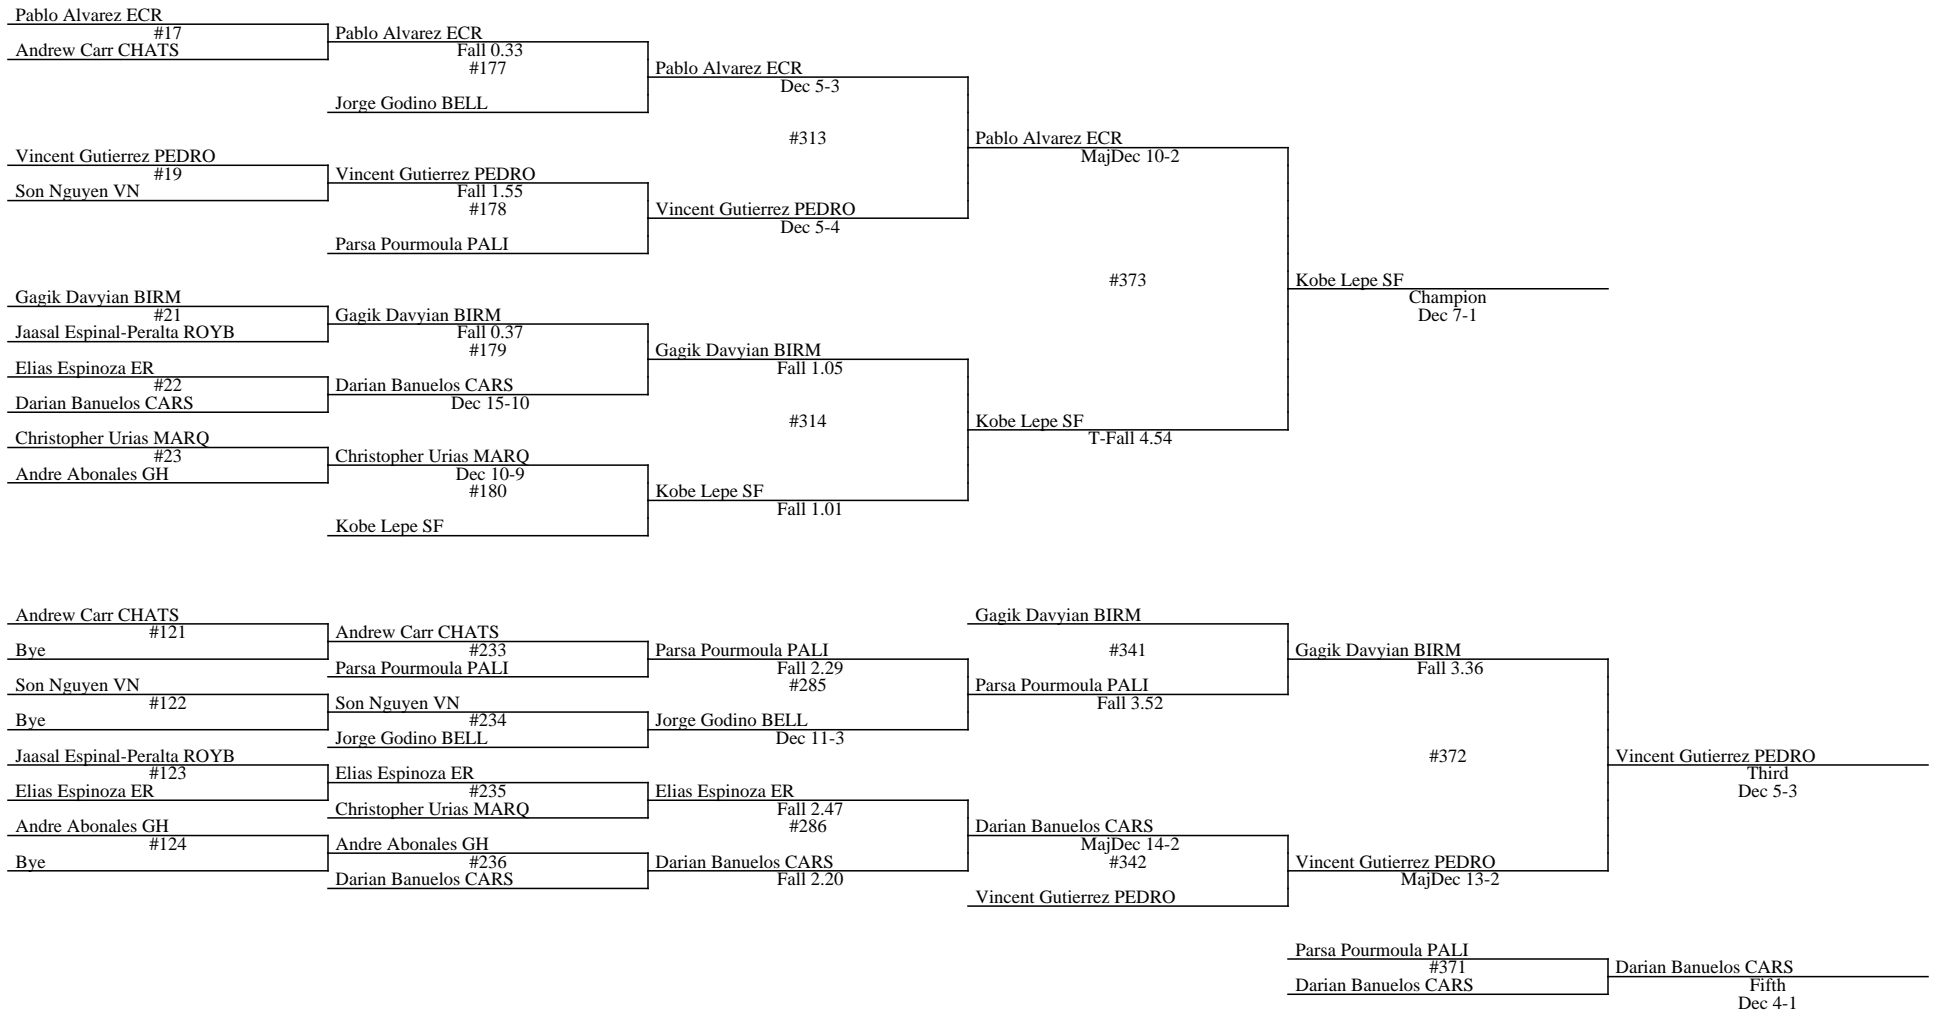 Pablo Alvarez ECR
#17
Andrew Carr CHATS
Pablo Alvarez ECR
Fall 0.33
#177
Jorge Godino BELL
Pablo Alvarez ECR
Dec 5-3
#313
Vincent Gutierrez PEDRO
#19
Son Nguyen VN
Vincent Gutierrez PEDRO
Fall 1.55
#178
Parsa Pourmoula PALI
Vincent Gutierrez PEDRO
Dec 5-4
Pablo Alvarez ECR
MajDec 10-2
#373
Gagik Davyian BIRM
#21
Jaasal Espinal-Peralta ROYB
Gagik Davyian BIRM
Fall 0.37
#179
Elias Espinoza ER
#22
Darian Banuelos CARS
Darian Banuelos CARS
Dec 15-10
Gagik Davyian BIRM
Fall 1.05
#314
Christopher Urias MARQ
#23
Andre Abonales GH
Christopher Urias MARQ
Dec 10-9
#180
Kobe Lepe SF
Kobe Lepe SF
Fall 1.01
Kobe Lepe SF
T-Fall 4.54
Kobe Lepe SF
Champion
Dec 7-1
Andrew Carr CHATS
#121
Bye
Andrew Carr CHATS
#233
Parsa Pourmoula PALI
Parsa Pourmoula PALI
Fall 2.29
#285
Son Nguyen VN
#122
Bye
Son Nguyen VN
#234
Jorge Godino BELL
Jorge Godino BELL
Dec 11-3
Gagik Davyian BIRM
#341
Parsa Pourmoula PALI
Fall 3.52
Gagik Davyian BIRM
Fall 3.36
#372
Jaasal Espinal-Peralta ROYB
#123
Elias Espinoza ER
Elias Espinoza ER
#235
Christopher Urias MARQ
Elias Espinoza ER
Fall 2.47
#286
Andre Abonales GH
#124
Bye
Andre Abonales GH
#236
Darian Banuelos CARS
Darian Banuelos CARS
Fall 2.20
Darian Banuelos CARS
MajDec 14-2
#342
Vincent Gutierrez PEDRO
Vincent Gutierrez PEDRO
MajDec 13-2
Vincent Gutierrez PEDRO
Third
Dec 5-3
Parsa Pourmoula PALI
#371
Darian Banuelos CARS
Darian Banuelos CARS
Fifth
Dec 4-1